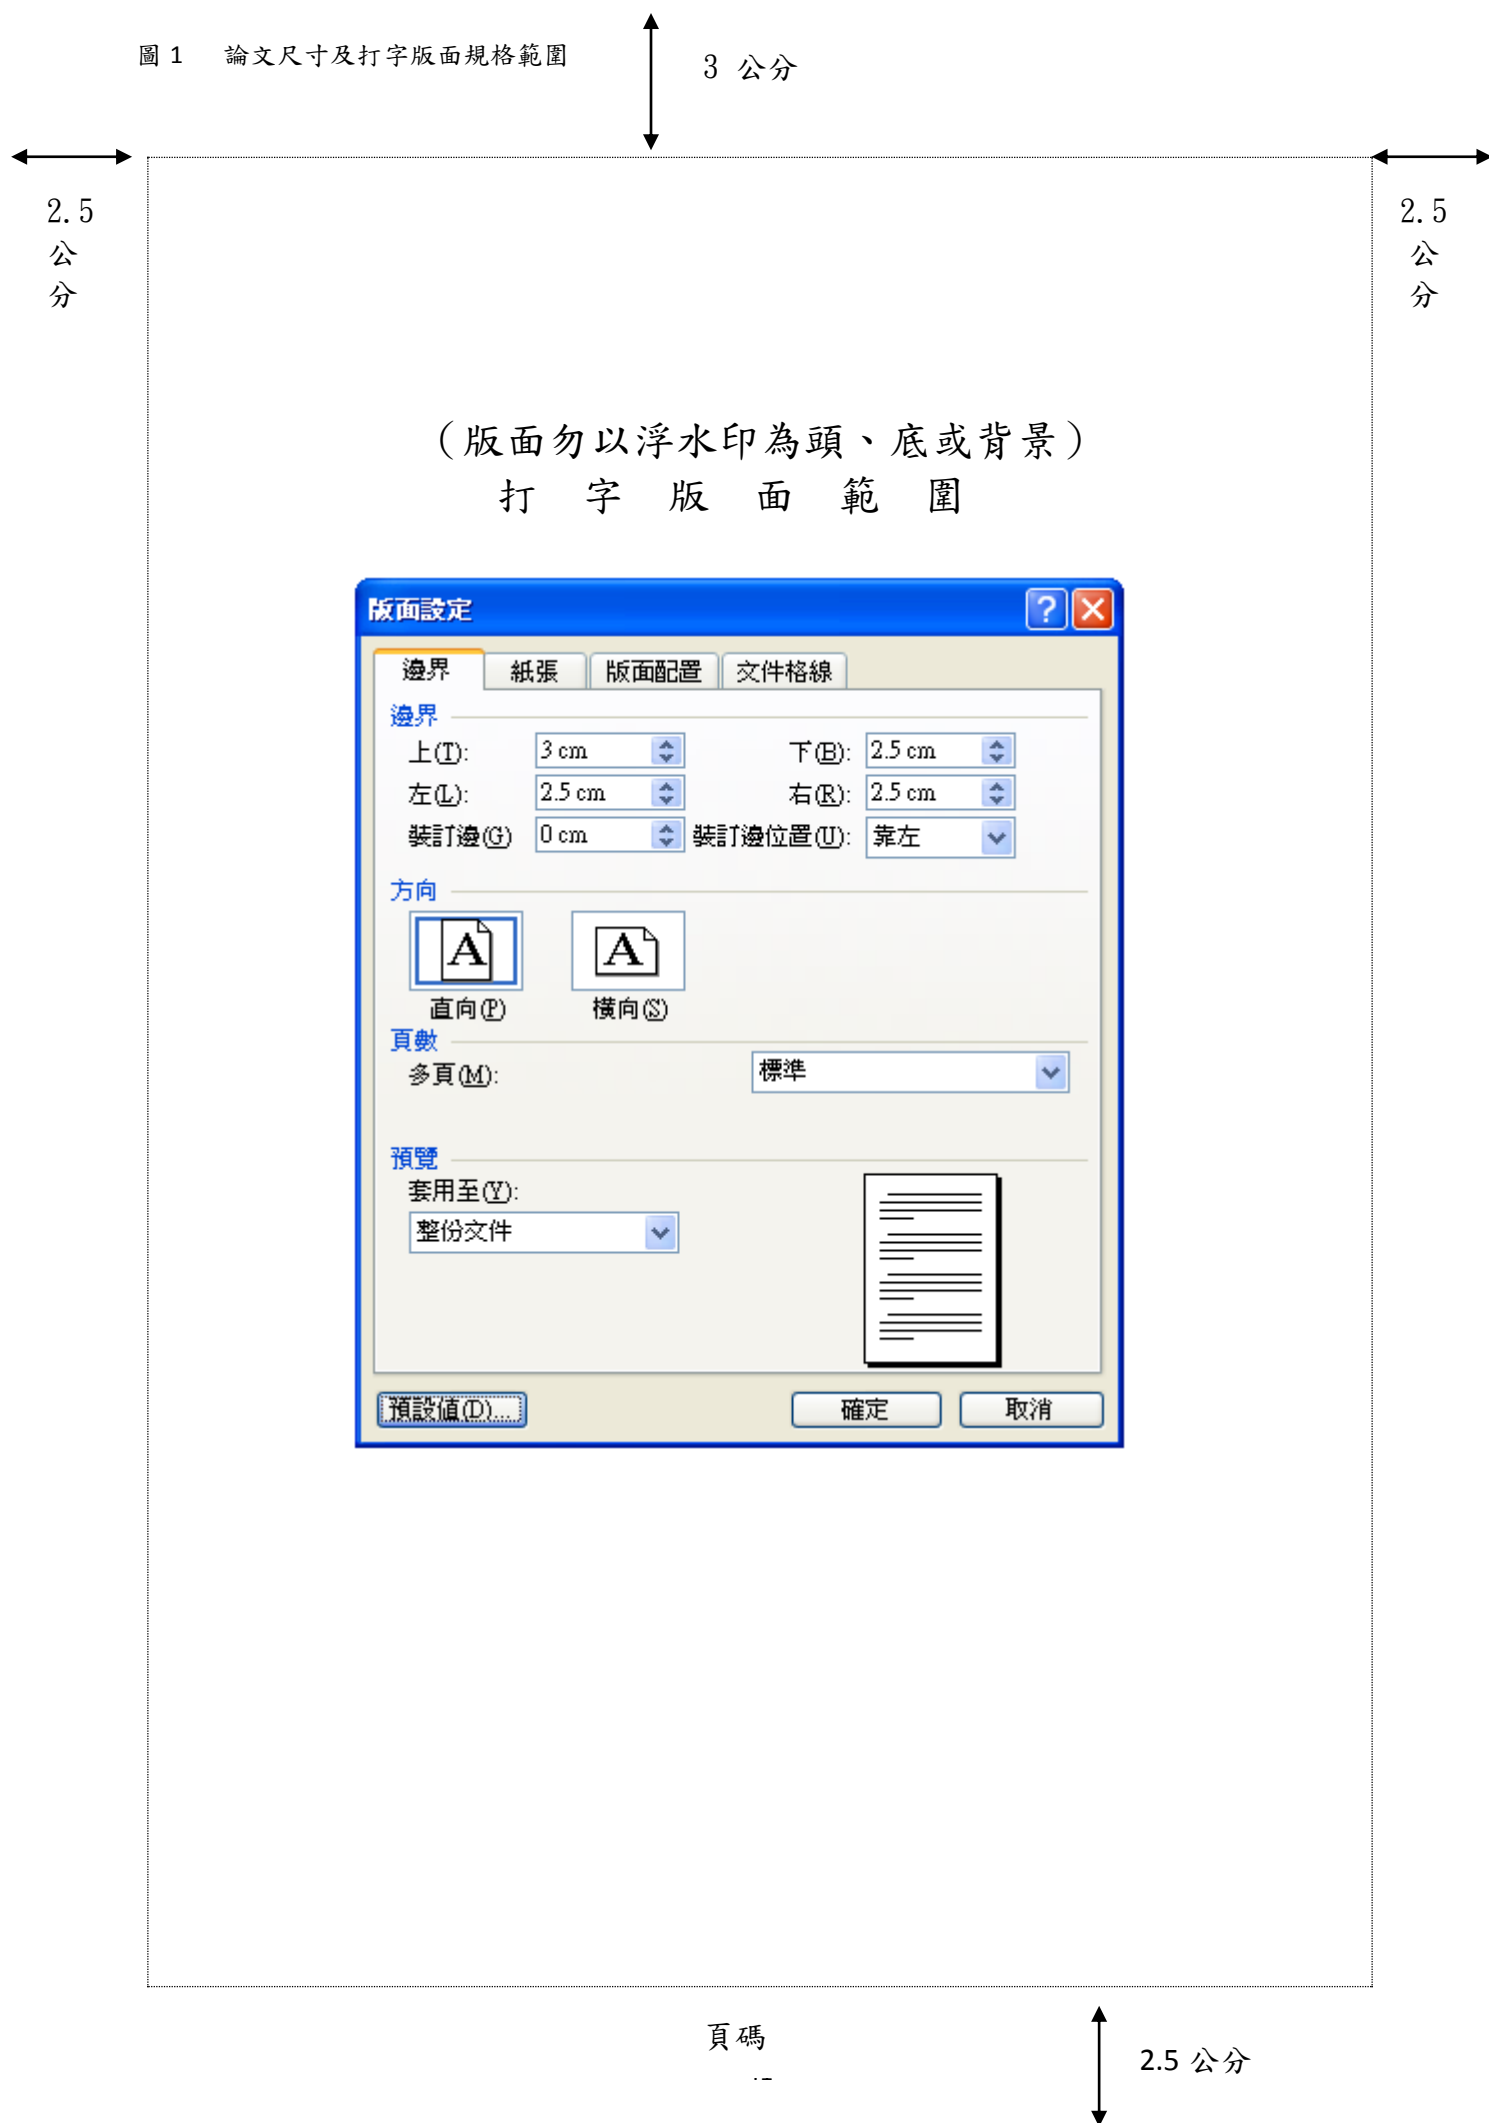 圖 1 論文尺寸及打字版面規格範圍
3 公分
2.5
公
分
2.5
公
分
（版面勿以浮水印為頭、底或背景）
打 字 版 面 範 圍
版面設定
邊界 紙張 版面配置 文件格線
邊界
上(T): 3 cm 下(B): 2.5 cm
左(L): 2.5 cm 右(R): 2.5 cm
裝訂邊(G) 0 cm 裝訂邊位置(U): 靠左
方向
A A
直向(P) 橫向(S)
頁數
多頁(M): 標準
預覽
套用至(Y):
整份文件
預設值(D)... 確定 取消
頁碼
2.5 公分